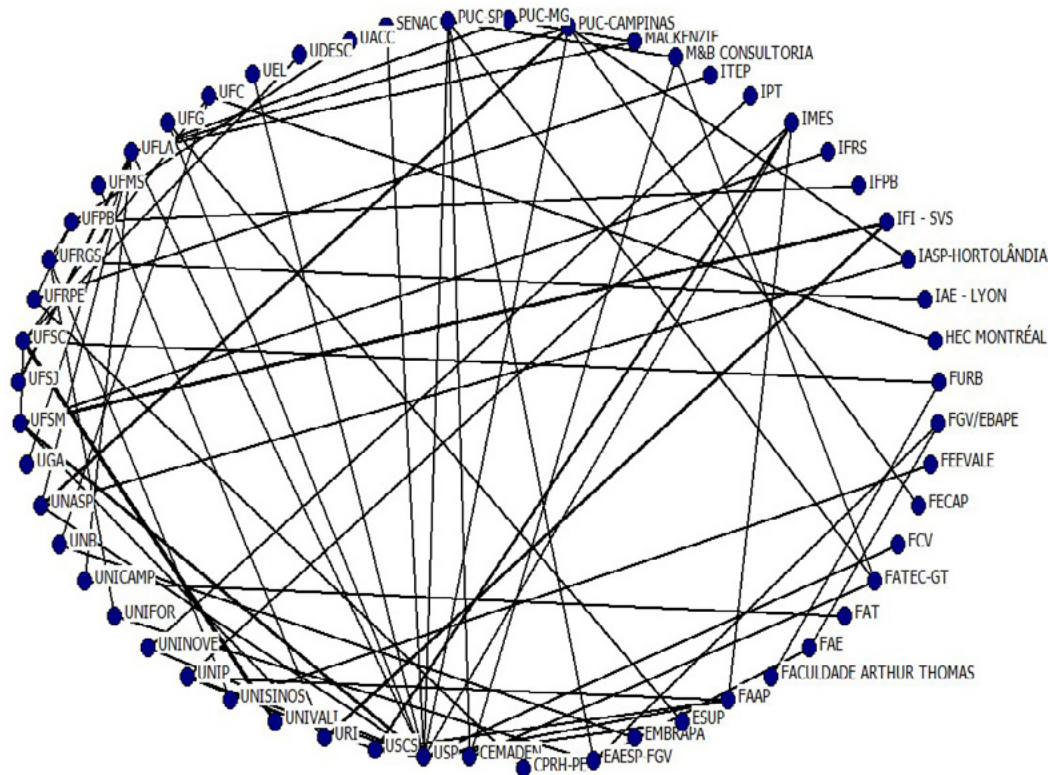 SENAC
PUC-SP
PUC-MG
PUC-CAMPINAS
MACKENZIE
M&B CONSULTORIA
ITEP
IPT
IMES
IFRS
IFPB
IFI - SVS
IASP-HORTOLÂNDIA
IAE - LYON
HEC MONTRÉAL
FURB
FGV/EBAPE
FEEVALE
FECAP
FCV
FATEC-GT
FAT
FAE
FACULDADE ARTHUR THOMAS
FAAP
ESUP
EMBRAPA
EAESP-FGV
CPRH-PE
CEMADEN
USP
USCS
URI
UNIVALI
UNISINOS
UNIP
UNINOVE
UNIFOR
UNICAMP
UNB
UNASP
UGA
UFSM
UFSJ
UFSC
UFRPE
UFRGS
UFPB
UFMS
UFLA
UFG
UFC
UEL
UDESC
UACC